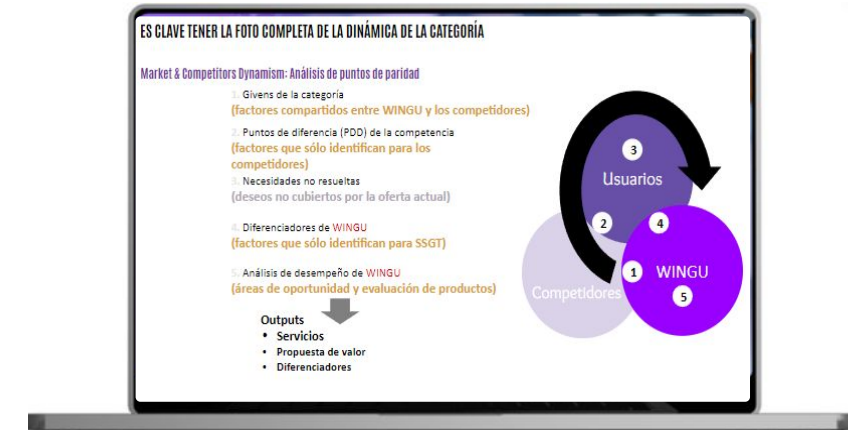 ES CLAVE TENER LA FOTO COMPLETA DE LA DINÁMICA DE LA CATEGORÍA
Market & Competitors Dynamism: Análisis de puntos de paridad
1. Givens de la categoría
(factores compartidos entre WINGU y los competidores)
2. Puntos de diferencia (PDD) de la competencia
(factores que sólo identifican para los
competidores)
3. Necesidades no resueltas
(deseos no cubiertos por la oferta actual)
4. Diferenciadores de WINGU
(factores que sólo identifican para SSGT)
5. Análisis de desempeño de WINGU
(áreas de oportunidad y evaluación de productos)
Outputs
• Servicios
• Propuesta de valor
• Diferenciadores
3
Usuarios
2
4
1
WINGU
Competidores
5